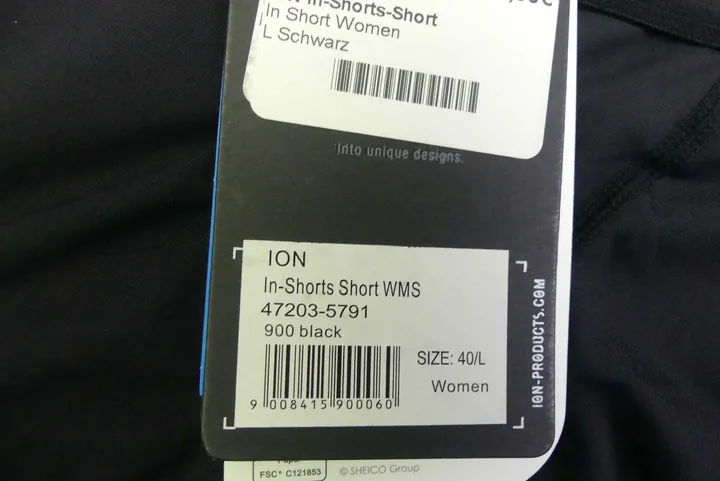 In-Shorts-Short
In Short Women
L Schwarz
into unique designs.
ION
In-Shorts Short WMS
47203-5791
900 black
SIZE: 40/L
Women
9 008415 900060
ION-PRODUCTS.COM
FSC® C121853
© SHEICO Group